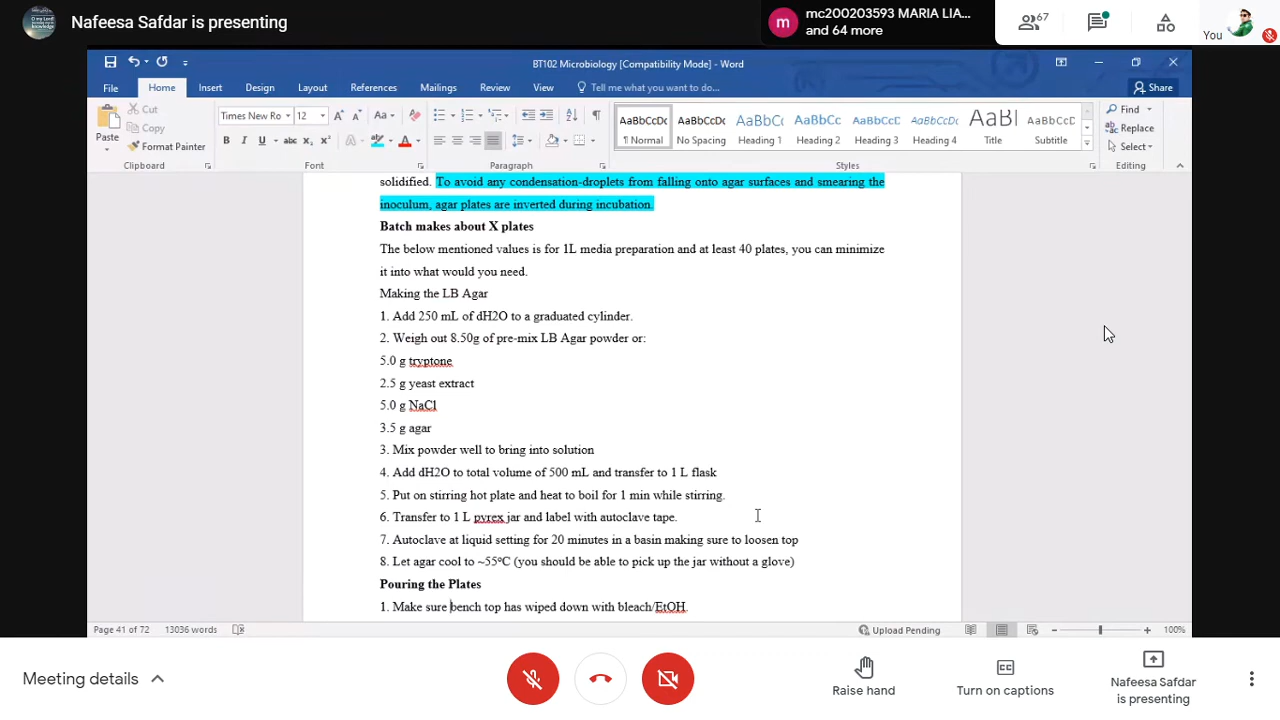 Nafeesa Safdar is presenting
mc200203593 MARIA LIA...
and 64 more
67
You
BT102 Microbiology [Compatibility Mode] - Word
File Home Insert Design Layout References Mailings Review View Tell me what you want to do... Share
Paste
Cut
Copy
Format Painter
Clipboard
Times New Ro 12
Font
Paragraph
AaBbCcDc ¶ Normal
AaBbCcDc No Spacing
AaBbCc Heading 1
AaBbCc Heading 2
AaBbCcD Heading 3
AaBbCcD Heading 4
AaBl Title
AaBbCcD Subtitle
Styles
Find
Replace
Select
Editing
solidified. To avoid any condensation-droplets from falling onto agar surfaces and smearing the
inoculum, agar plates are inverted during incubation.
Batch makes about X plates
The below mentioned values is for 1L media preparation and at least 40 plates, you can minimize
it into what would you need.
Making the LB Agar
1. Add 250 mL of dH2O to a graduated cylinder.
2. Weigh out 8.50g of pre-mix LB Agar powder or:
5.0 g tryptone
2.5 g yeast extract
5.0 g NaCl
3.5 g agar
3. Mix powder well to bring into solution
4. Add dH2O to total volume of 500 mL and transfer to 1 L flask
5. Put on stirring hot plate and heat to boil for 1 min while stirring.
6. Transfer to 1 L pyrex jar and label with autoclave tape.
7. Autoclave at liquid setting for 20 minutes in a basin making sure to loosen top
8. Let agar cool to ~55ºC (you should be able to pick up the jar without a glove)
Pouring the Plates
1. Make sure bench top has wiped down with bleach/EtOH.
Page 41 of 72 13036 words Upload Pending 100%
Meeting details
Raise hand
Turn on captions
Nafeesa Safdar
is presenting